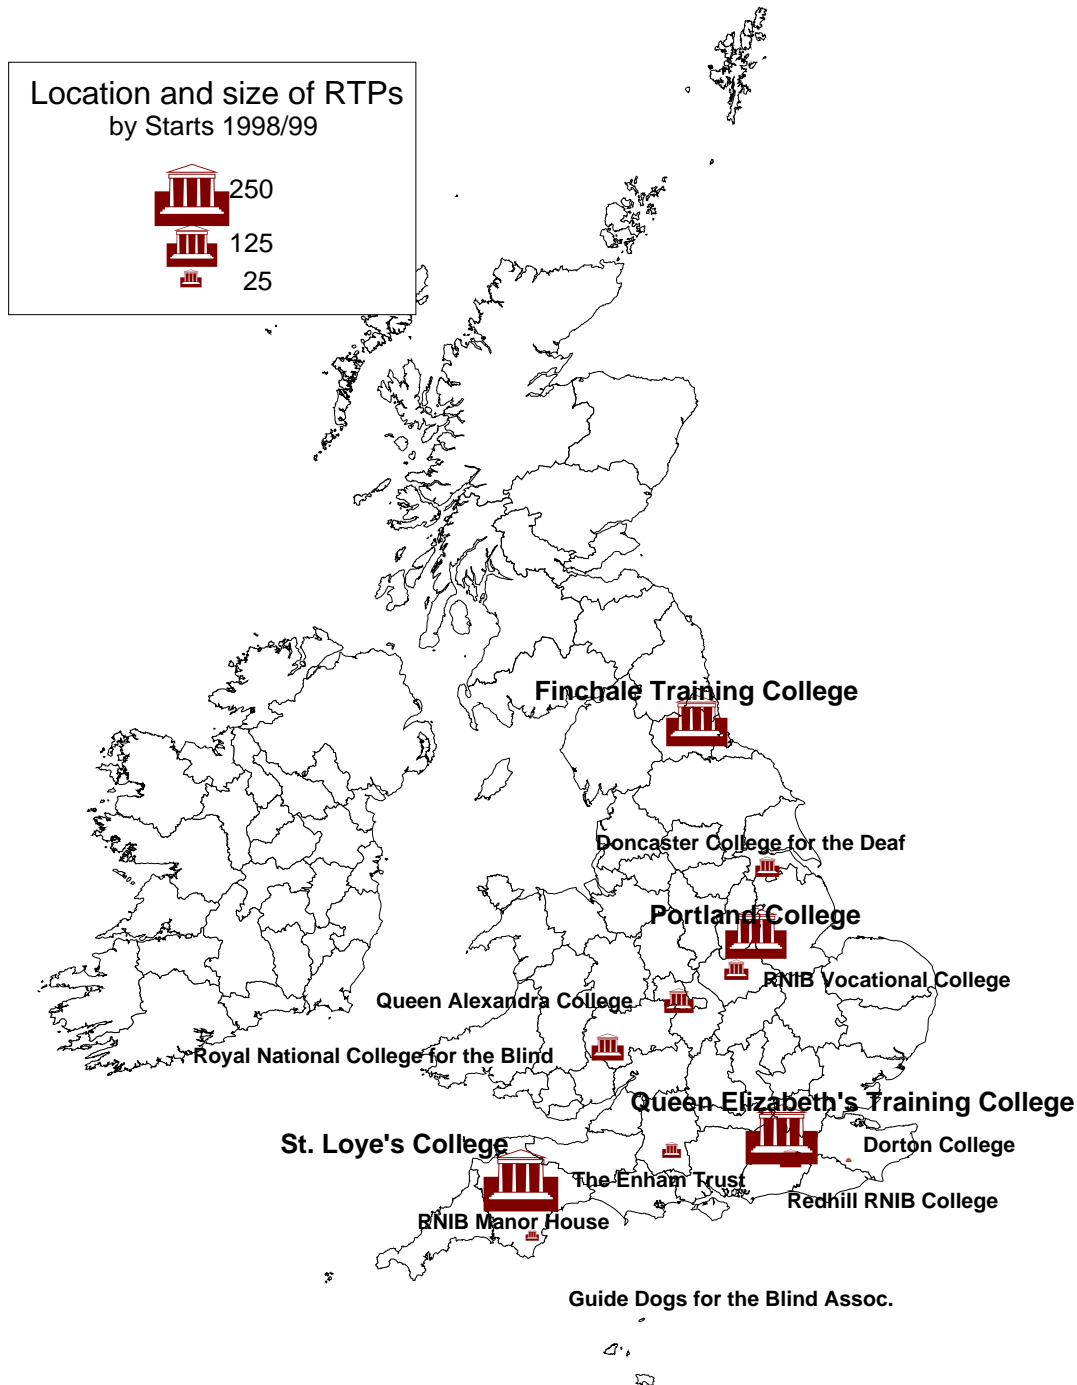 Location and size of RTPs
by Starts 1998/99
250
125
25
Finchale Training College
Doncaster College for the Deaf
Portland College
RNIB Vocational College
Queen Alexandra College
Royal National College for the Blind
Queen Elizabeth's Training College
St. Loye's College
Dorton College
The Enham Trust
Redhill RNIB College
RNIB Manor House
Guide Dogs for the Blind Assoc.